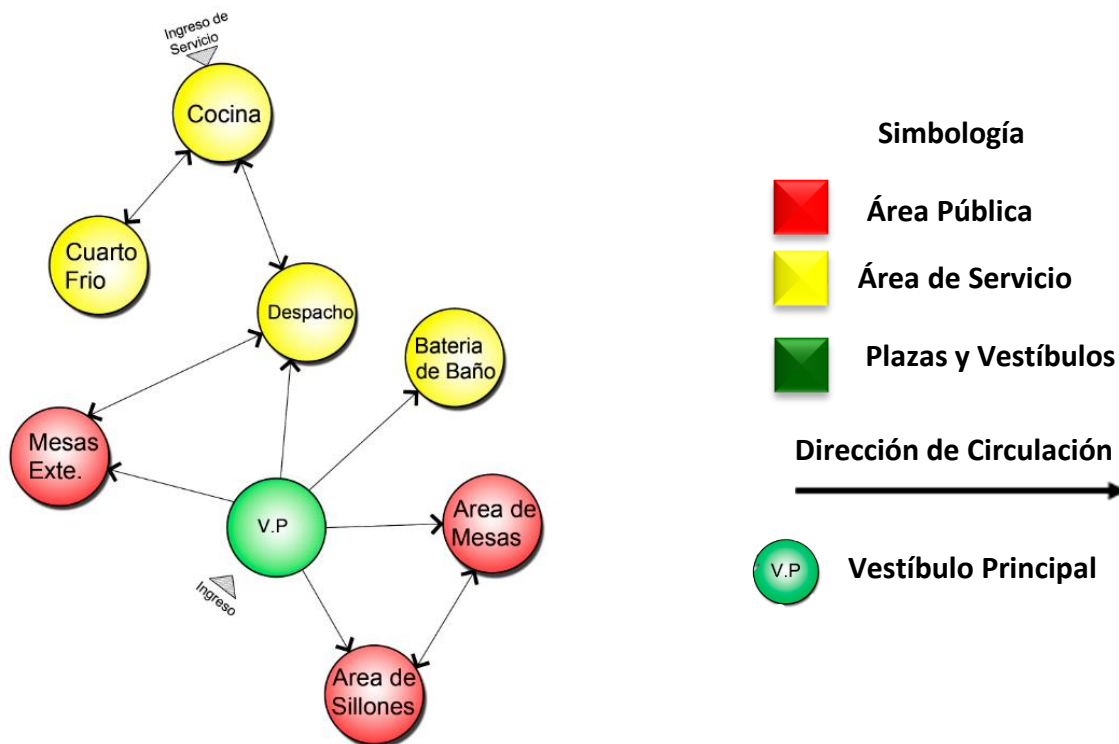 Ingreso de
Servicio
Cocina
Cuarto
Frio
Despacho
Bateria
de Baño
Mesas
Exte.
V.P
Area de
Mesas
Ingreso
Area de
Sillones
Simbología
Área Pública
Área de Servicio
Plazas y Vestíbulos
Dirección de Circulación
V.P
Vestíbulo Principal